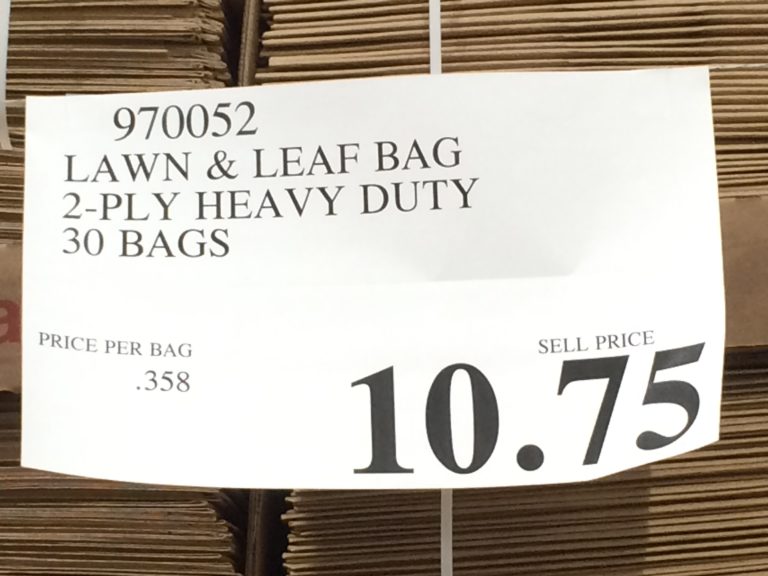 970052
LAWN & LEAF BAG
2-PLY HEAVY DUTY
30 BAGS
PRICE PER BAG
.358
SELL PRICE
10.75